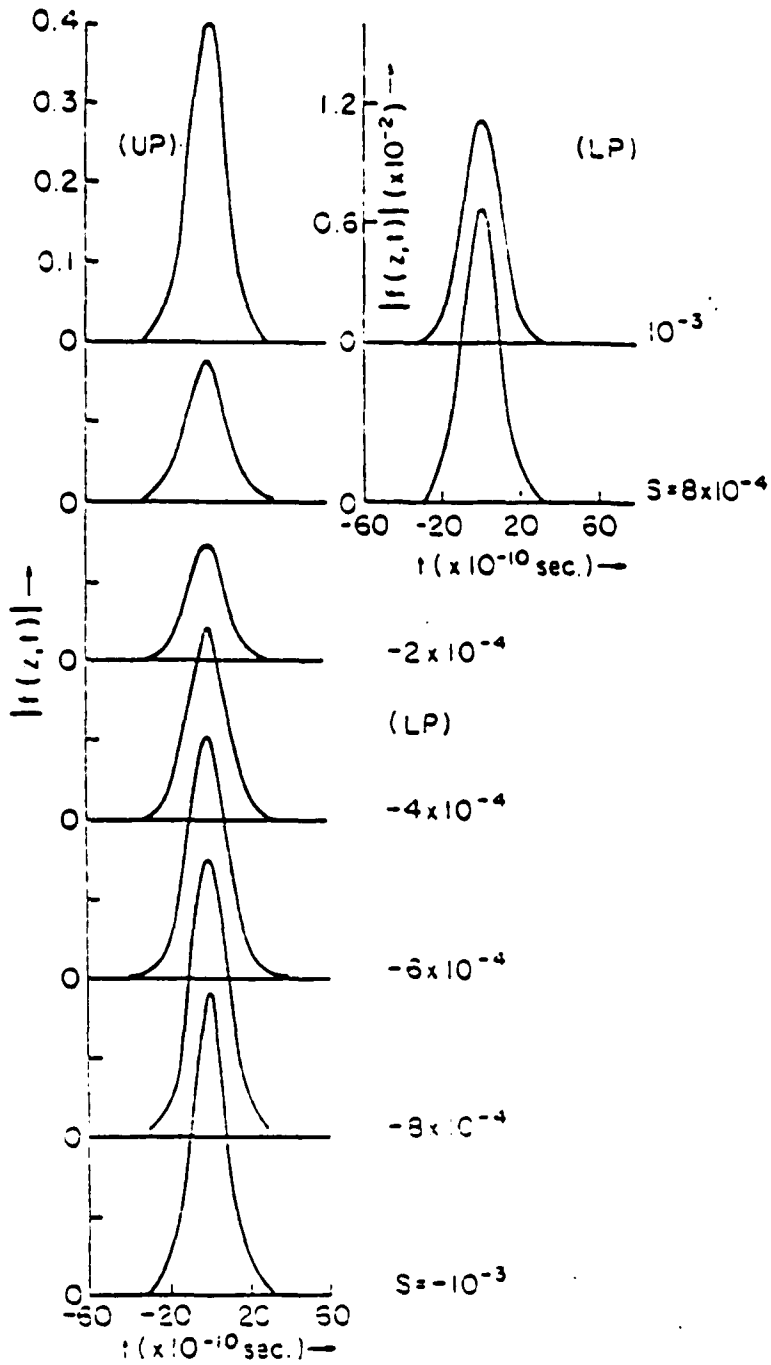 0.4
0.3
0.2
0.1
0
(UP)
1.2
0.6
0
|f(z,t)|(x10⁻²) →
(LP)
10⁻³
0
0
S=8x10⁻⁴
-60 -20 20 60
t(x10⁻¹⁰ sec.) →
|f(z,t)| →
0
-2x10⁻⁴
(LP)
0
-4x10⁻⁴
0
-6x10⁻⁴
0
-8x10⁻⁴
0
S=-10⁻³
-60 -20 20 60
t(x10⁻¹⁰ sec.) →